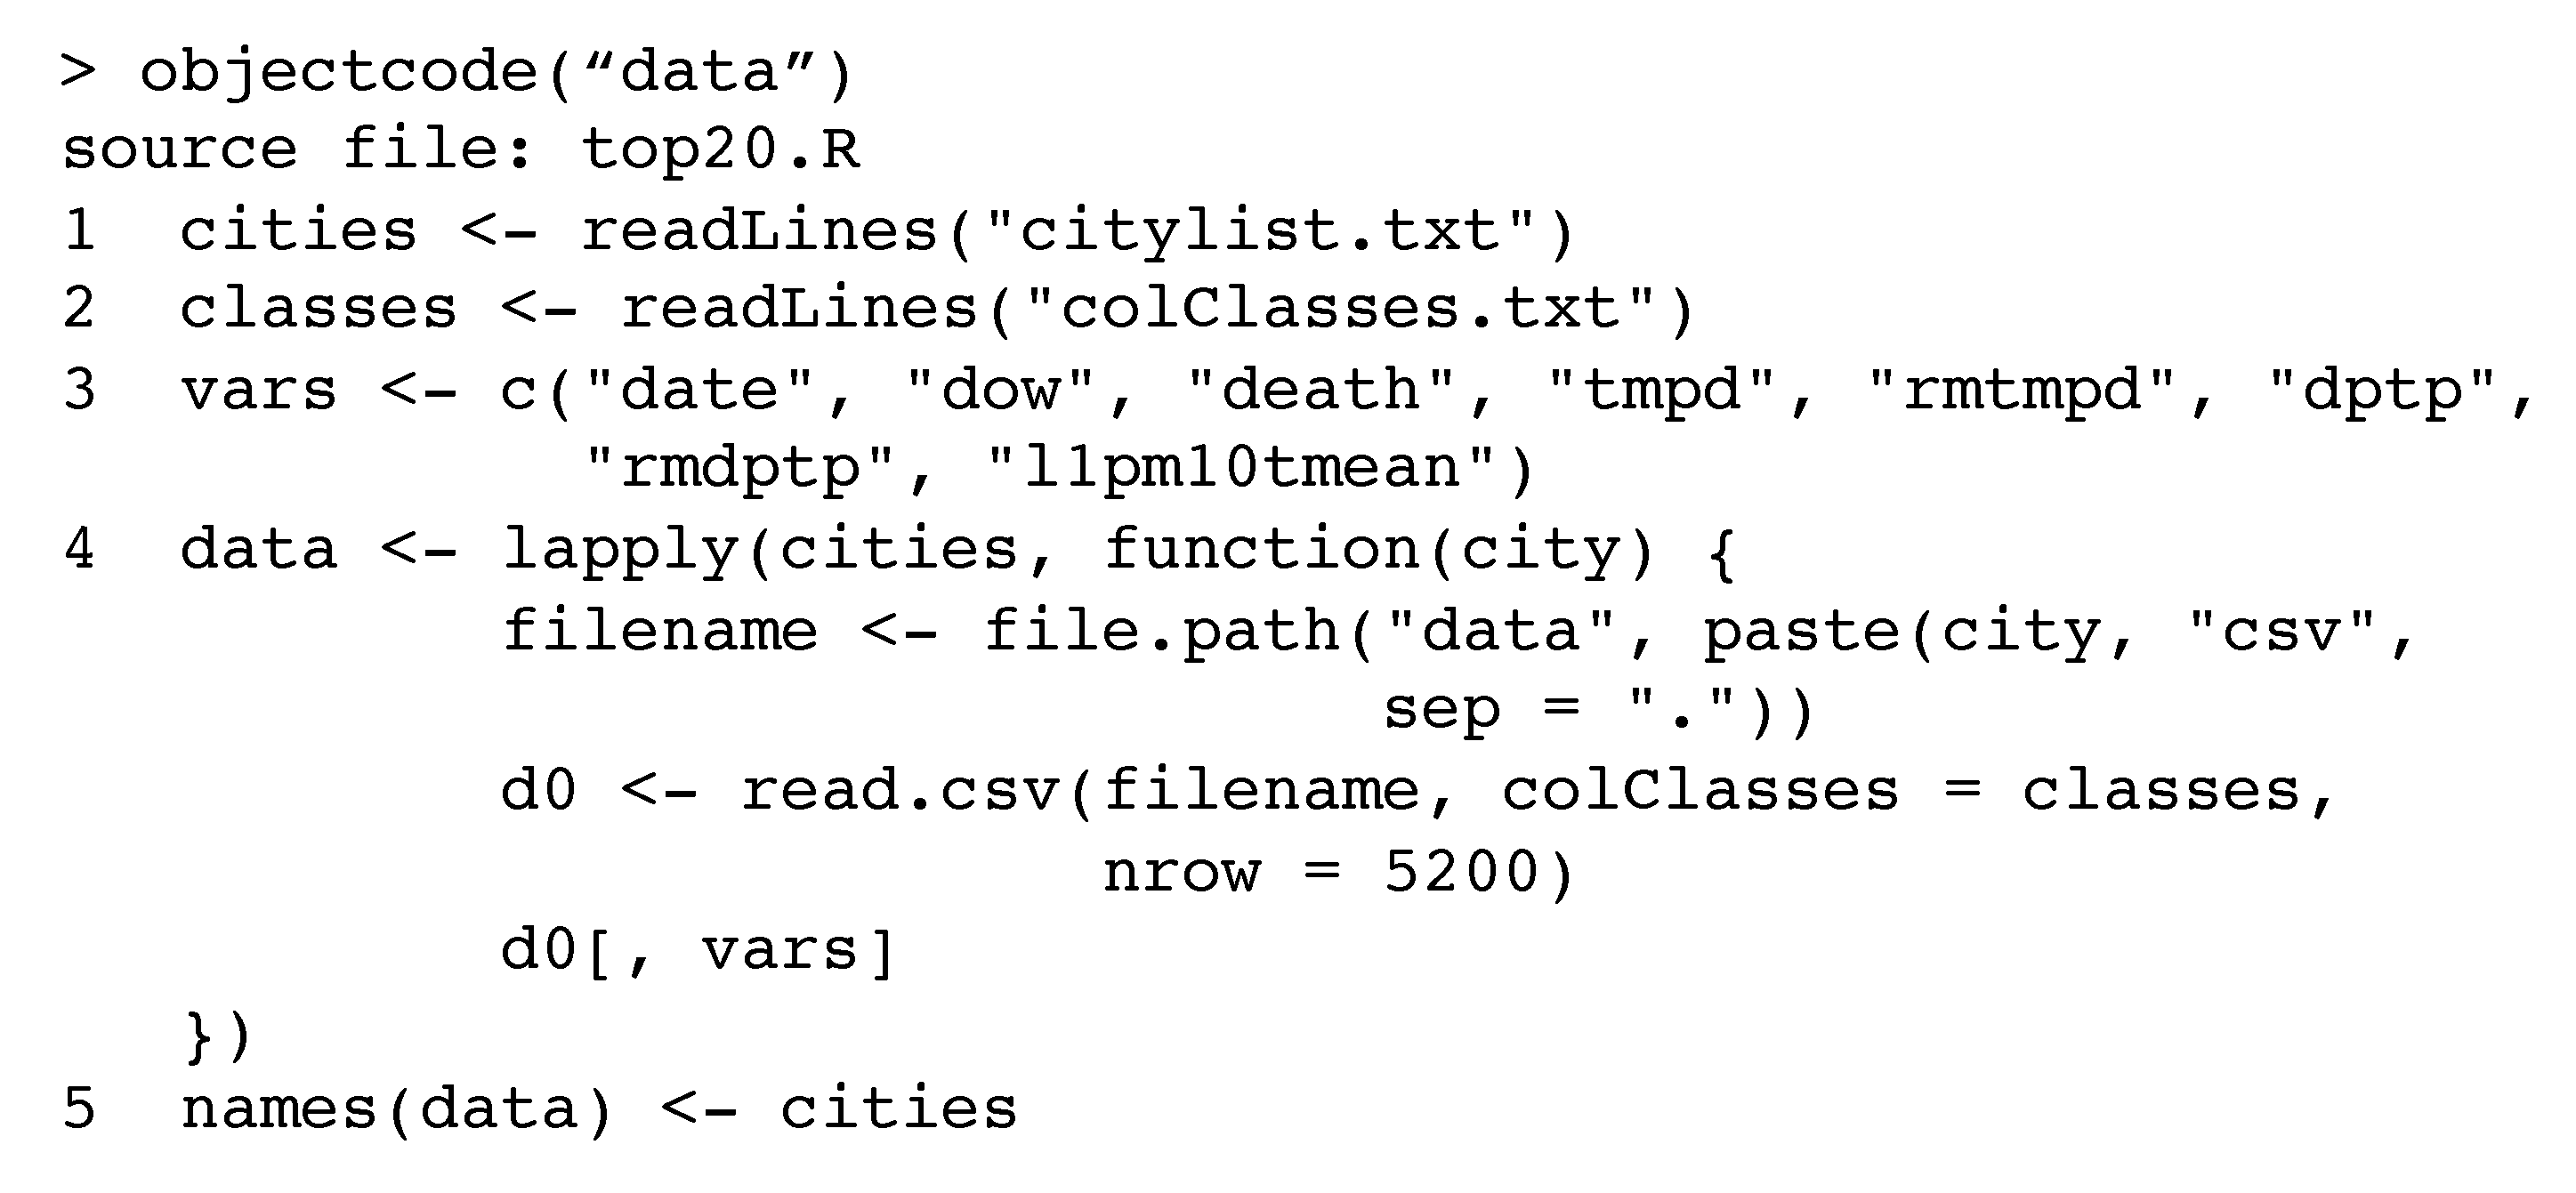 > objectcode(“data”)
source file: top20.R
1  cities <- readLines("citylist.txt")
2  classes <- readLines("colClasses.txt")
3  vars <- c("date", "dow", "death", "tmpd", "rmtmpd", "dptp",
             "rmdptp", "l1pm10tmean")
4  data <- lapply(cities, function(city) {
           filename <- file.path("data", paste(city, "csv",
                                 sep = "."))
           d0 <- read.csv(filename, colClasses = classes,
                          nrow = 5200)
           d0[, vars]
   })
5  names(data) <- cities